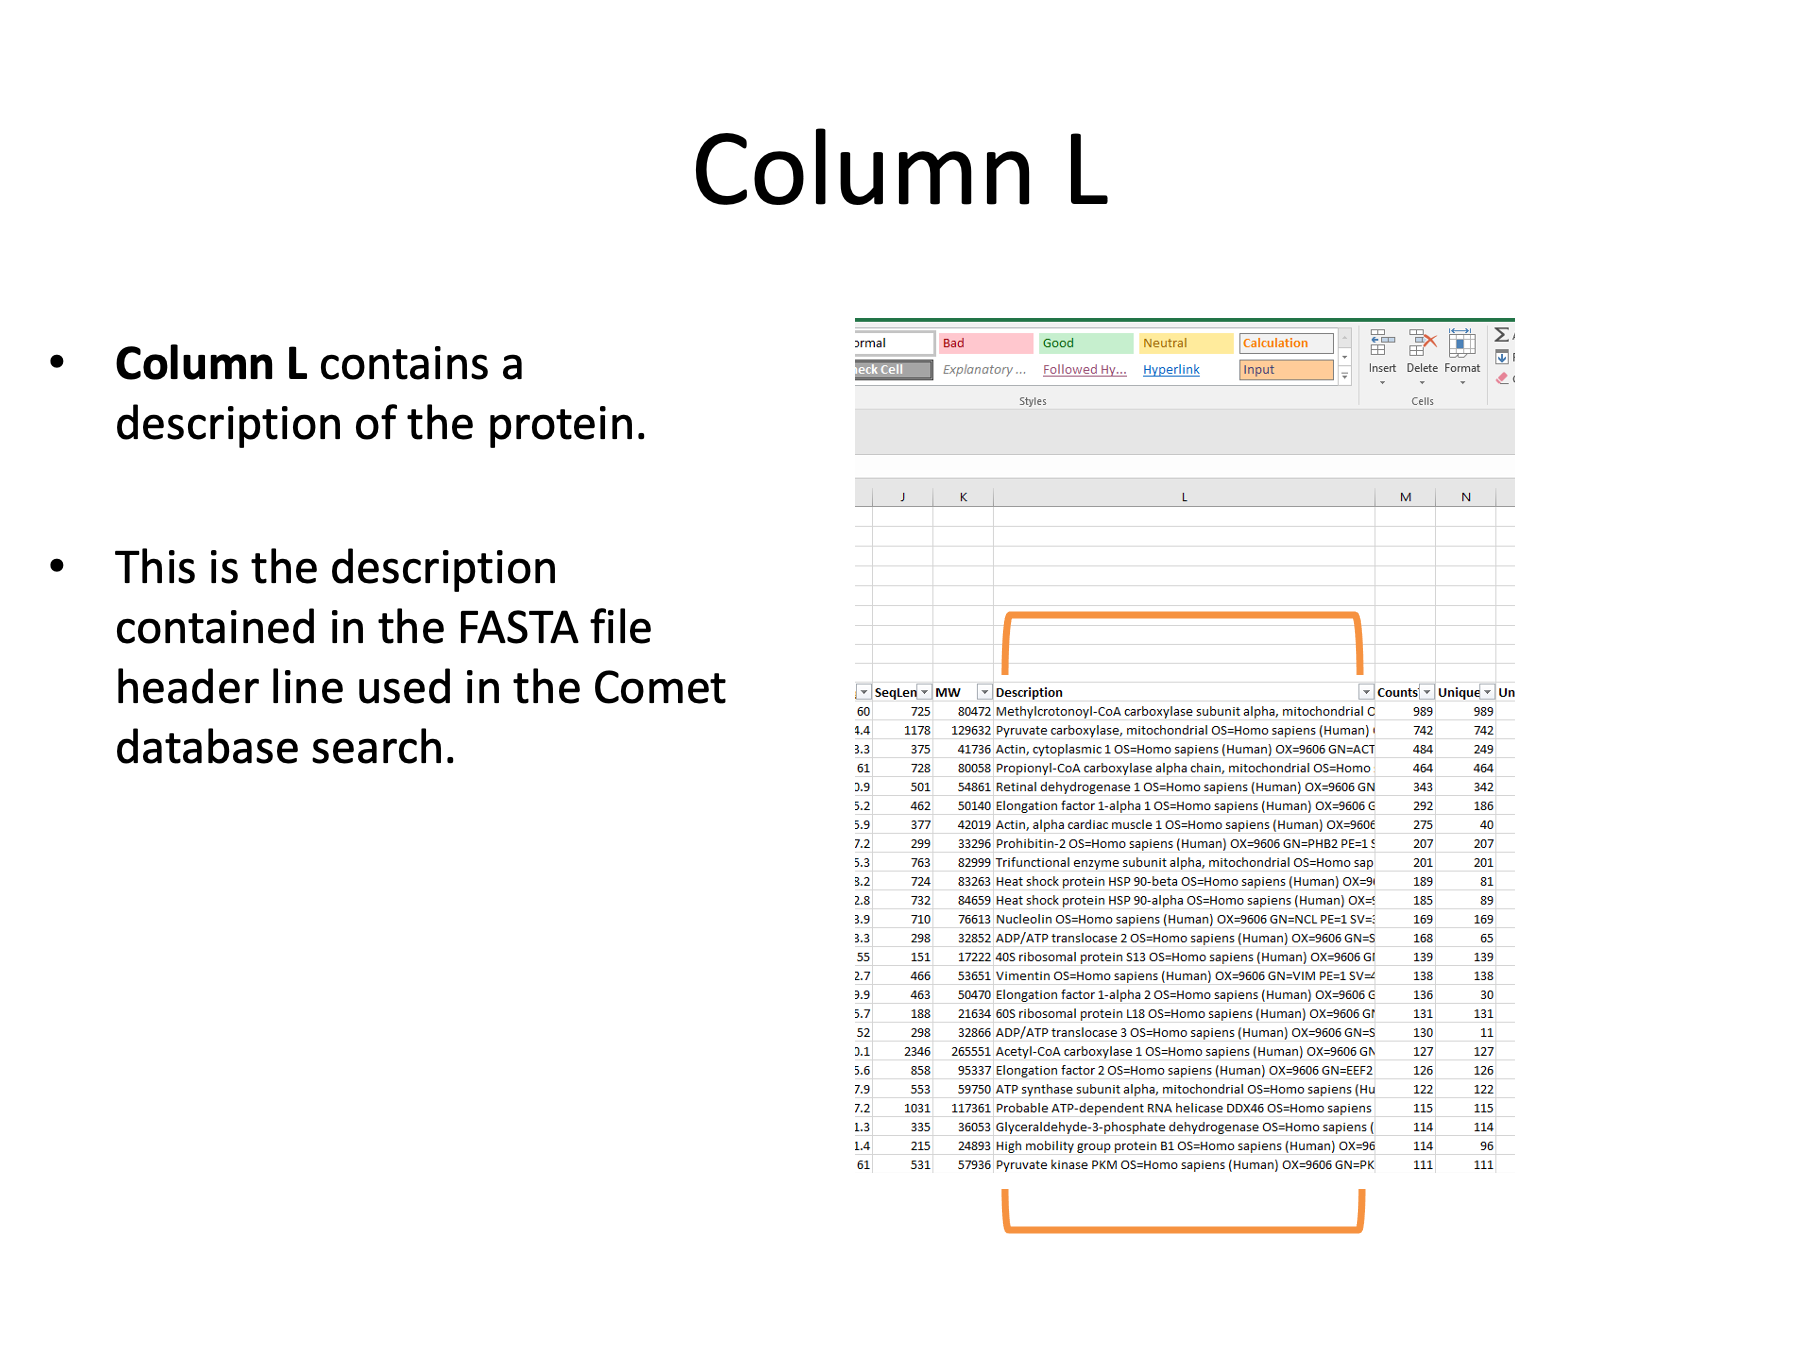 Column L
• Column L contains a
description of the protein.
• This is the description
contained in the FASTA file
header line used in the Comet
database search.
ormal Bad Good Neutral Calculation
eck Cell Explanatory ... Followed Hy... Hyperlink Input
Insert Delete Format
Styles Cells
J K L M N
SeqLen MW Description Counts Unique Un
60 725 80472 Methylcrotonoyl-CoA carboxylase subunit alpha, mitochondrial O 989 989
4.4 1178 129632 Pyruvate carboxylase, mitochondrial OS=Homo sapiens (Human) 742 742
3.3 375 41736 Actin, cytoplasmic 1 OS=Homo sapiens (Human) OX=9606 GN=ACT 484 249
61 728 80058 Propionyl-CoA carboxylase alpha chain, mitochondrial OS=Homo 464 464
0.9 501 54861 Retinal dehydrogenase 1 OS=Homo sapiens (Human) OX=9606 GN 343 342
5.2 462 50140 Elongation factor 1-alpha 1 OS=Homo sapiens (Human) OX=9606 G 292 186
5.9 377 42019 Actin, alpha cardiac muscle 1 OS=Homo sapiens (Human) OX=9606 275 40
7.2 299 33296 Prohibitin-2 OS=Homo sapiens (Human) OX=9606 GN=PHB2 PE=1 S 207 207
5.3 763 82999 Trifunctional enzyme subunit alpha, mitochondrial OS=Homo sap 201 201
8.2 724 83263 Heat shock protein HSP 90-beta OS=Homo sapiens (Human) OX=9 189 81
2.8 732 84659 Heat shock protein HSP 90-alpha OS=Homo sapiens (Human) OX= 185 89
3.9 710 76613 Nucleolin OS=Homo sapiens (Human) OX=9606 GN=NCL PE=1 SV=3 169 169
3.3 298 32852 ADP/ATP translocase 2 OS=Homo sapiens (Human) OX=9606 GN=S 168 65
55 151 17222 40S ribosomal protein S13 OS=Homo sapiens (Human) OX=9606 G 139 139
2.7 466 53651 Vimentin OS=Homo sapiens (Human) OX=9606 GN=VIM PE=1 SV=4 138 138
9.9 463 50470 Elongation factor 1-alpha 2 OS=Homo sapiens (Human) OX=9606 G 136 30
5.7 188 21634 60S ribosomal protein L18 OS=Homo sapiens (Human) OX=9606 G 131 131
52 298 32866 ADP/ATP translocase 3 OS=Homo sapiens (Human) OX=9606 GN=S 130 11
0.1 2346 265551 Acetyl-CoA carboxylase 1 OS=Homo sapiens (Human) OX=9606 GN 127 127
5.6 858 95337 Elongation factor 2 OS=Homo sapiens (Human) OX=9606 GN=EEF2 126 126
7.9 553 59750 ATP synthase subunit alpha, mitochondrial OS=Homo sapiens (Hu 122 122
7.2 1031 117361 Probable ATP-dependent RNA helicase DDX46 OS=Homo sapiens 115 115
1.3 335 36053 Glyceraldehyde-3-phosphate dehydrogenase OS=Homo sapiens ( 114 114
1.4 215 24893 High mobility group protein B1 OS=Homo sapiens (Human) OX=96 114 96
61 531 57936 Pyruvate kinase PKM OS=Homo sapiens (Human) OX=9606 GN=PK 111 111